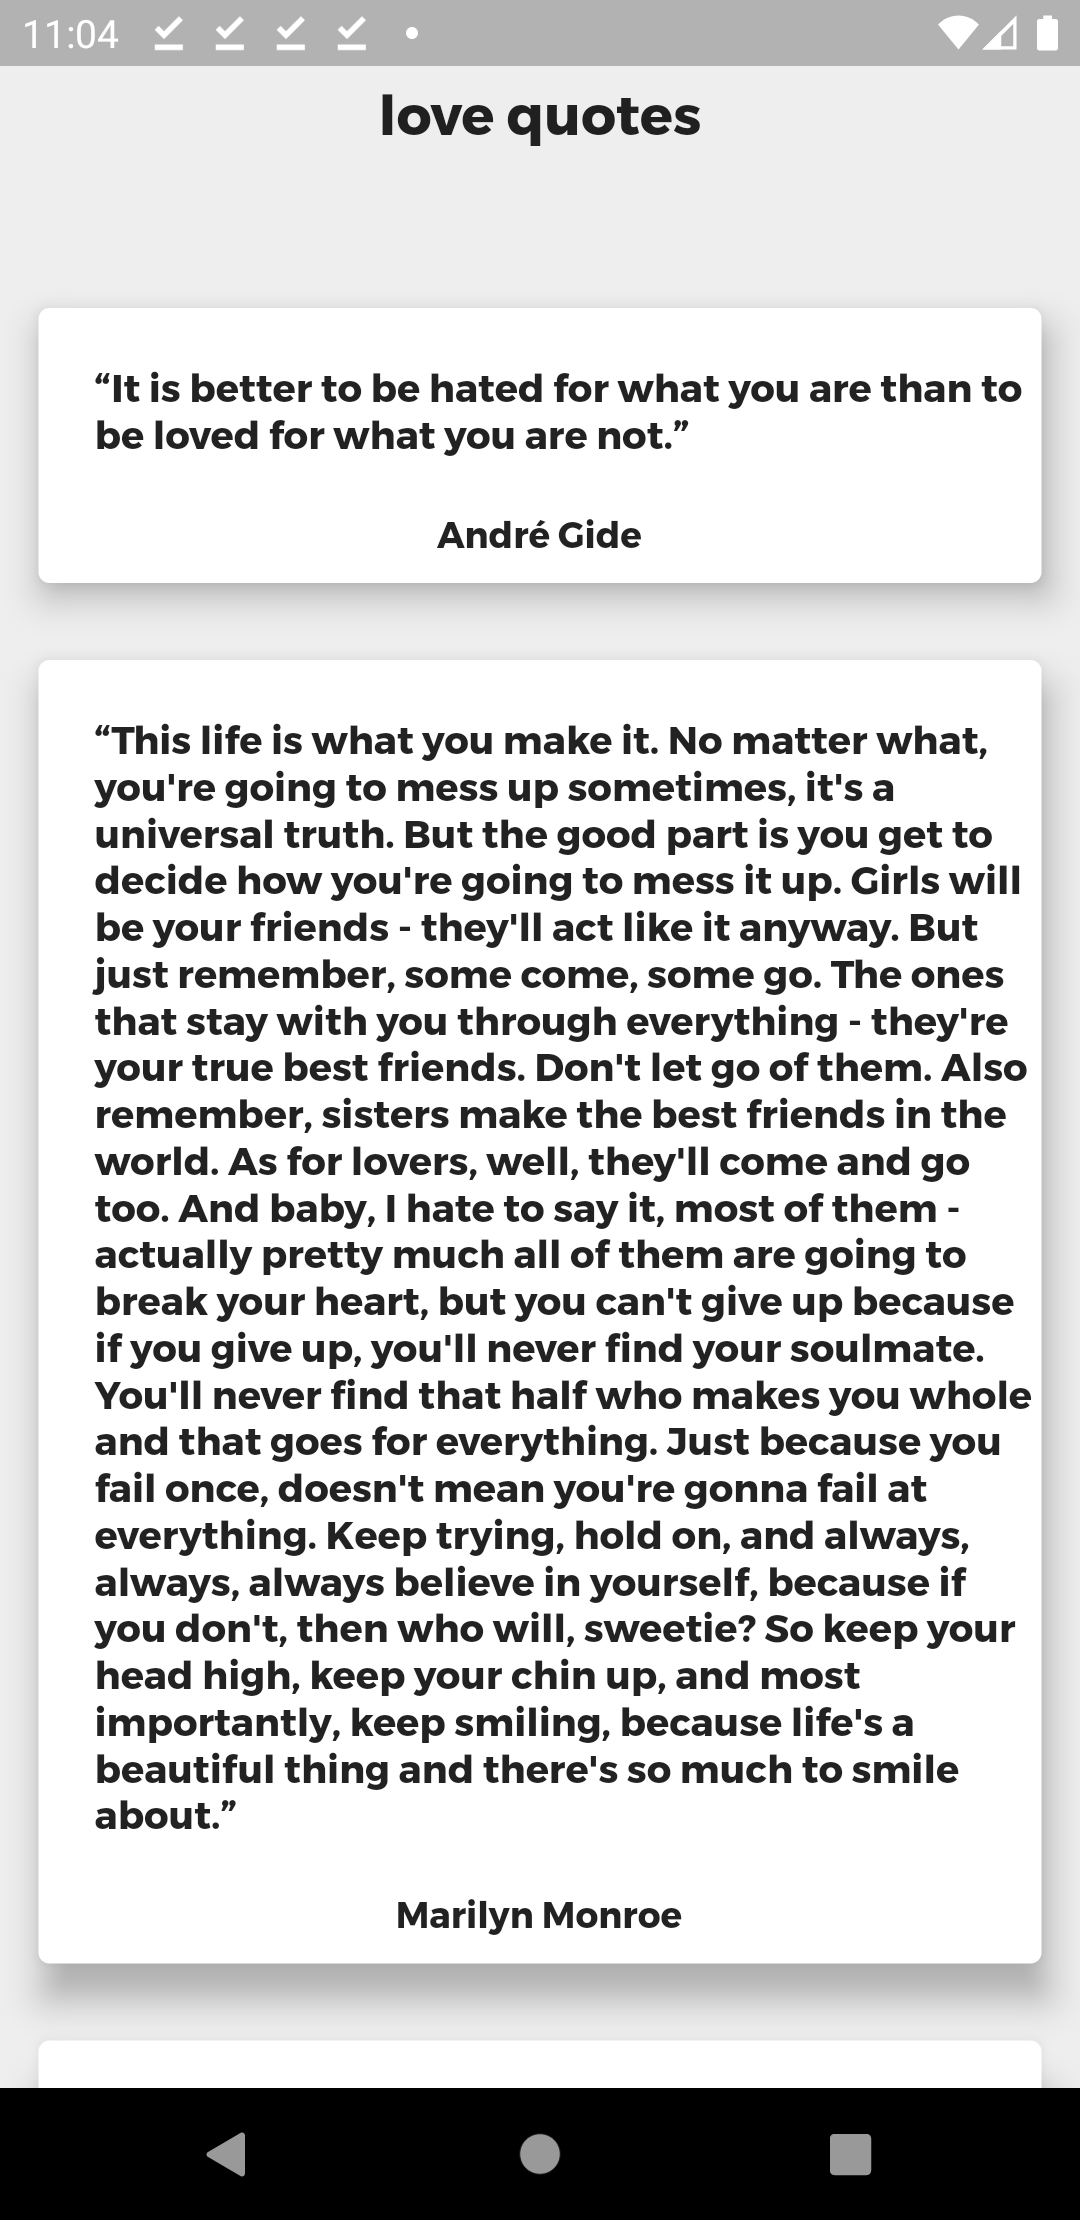 11:04
love quotes
“It is better to be hated for what you are than to
be loved for what you are not.”
André Gide
“This life is what you make it. No matter what,
you're going to mess up sometimes, it's a
universal truth. But the good part is you get to
decide how you're going to mess it up. Girls will
be your friends - they'll act like it anyway. But
just remember, some come, some go. The ones
that stay with you through everything - they're
your true best friends. Don't let go of them. Also
remember, sisters make the best friends in the
world. As for lovers, well, they'll come and go
too. And baby, I hate to say it, most of them -
actually pretty much all of them are going to
break your heart, but you can't give up because
if you give up, you'll never find your soulmate.
You'll never find that half who makes you whole
and that goes for everything. Just because you
fail once, doesn't mean you're gonna fail at
everything. Keep trying, hold on, and always,
always, always believe in yourself, because if
you don't, then who will, sweetie? So keep your
head high, keep your chin up, and most
importantly, keep smiling, because life's a
beautiful thing and there's so much to smile
about.”
Marilyn Monroe